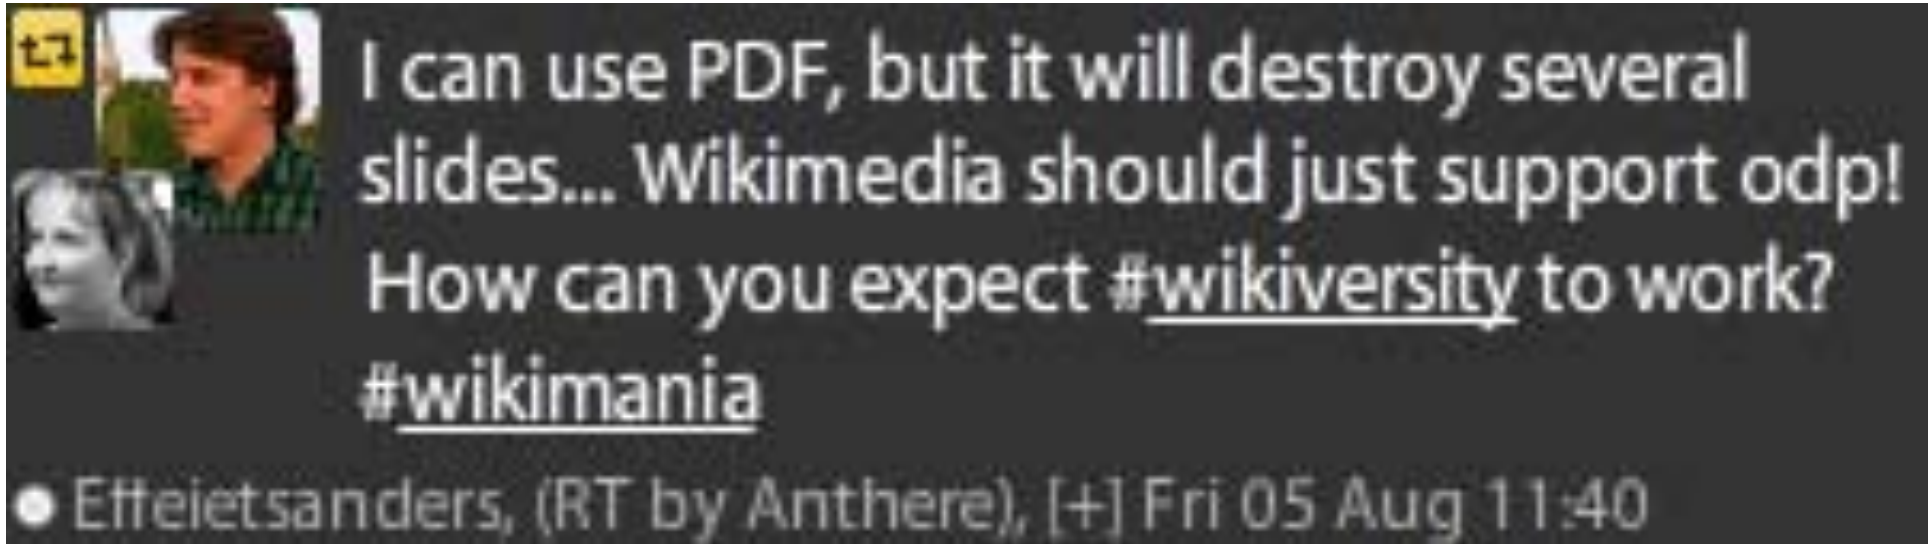 I can use PDF, but it will destroy several
slides... Wikimedia should just support odp!
How can you expect #wikiversity to work?
#wikimania
Effeietsanders, (RT by Anthere), [+] Fri 05 Aug 11:40